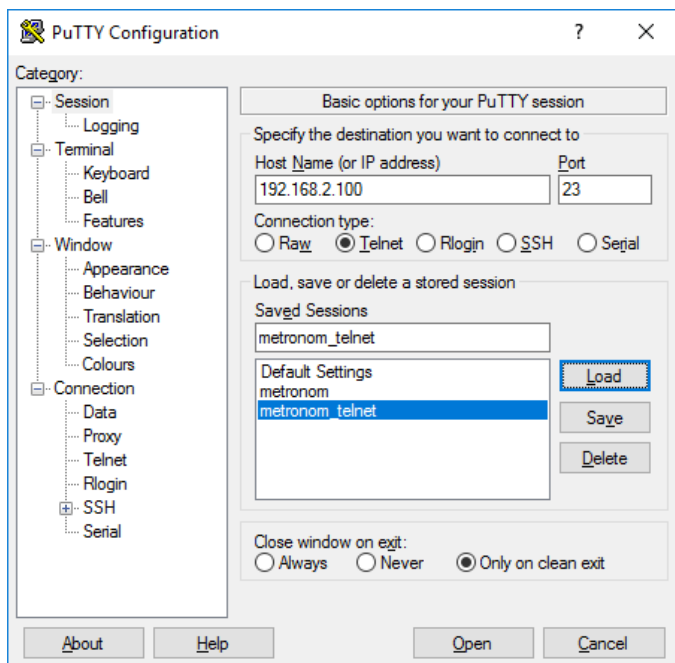 PuTTY Configuration
Category:
Session
Logging
Terminal
Keyboard
Bell
Features
Window
Appearance
Behaviour
Translation
Selection
Colours
Connection
Data
Proxy
Telnet
Rlogin
SSH
Serial
Basic options for your PuTTY session
Specify the destination you want to connect to
Host Name (or IP address) Port
192.168.2.100 23
Connection type:
Raw Telnet Rlogin SSH Serial
Load, save or delete a stored session
Saved Sessions
metronom_telnet
Default Settings
metronom
metronom_telnet
Load
Save
Delete
Close window on exit:
Always Never Only on clean exit
About Help Open Cancel